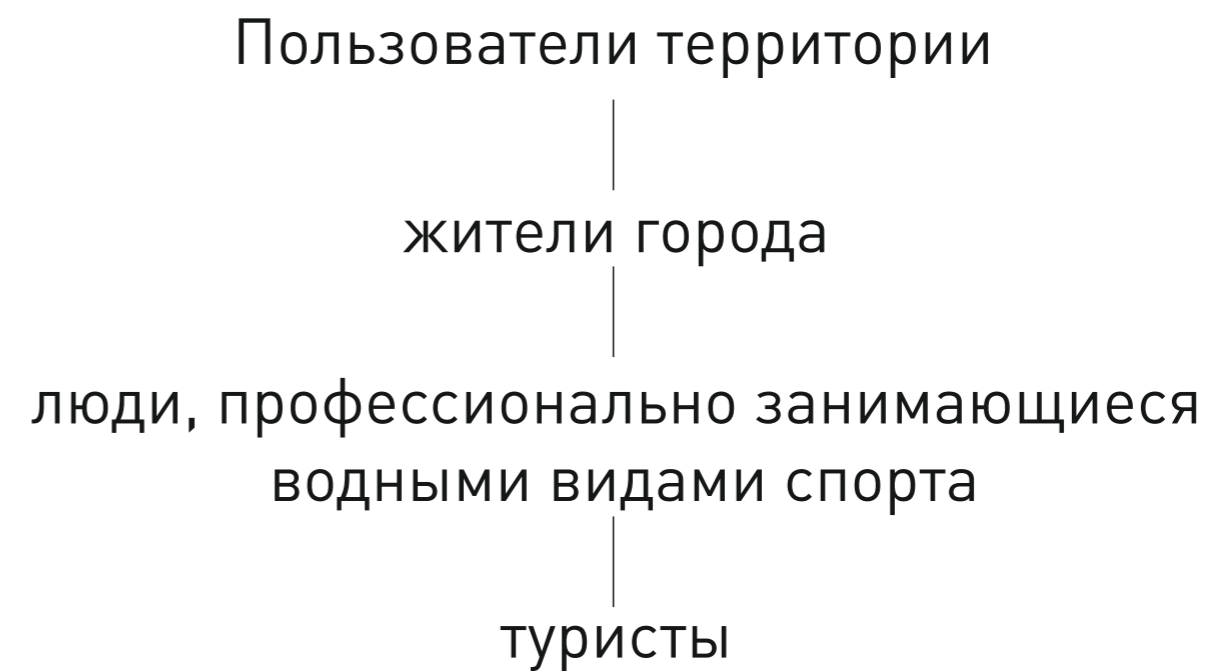 Пользователи территории
жители города
люди, профессионально занимающиеся
водными видами спорта
туристы